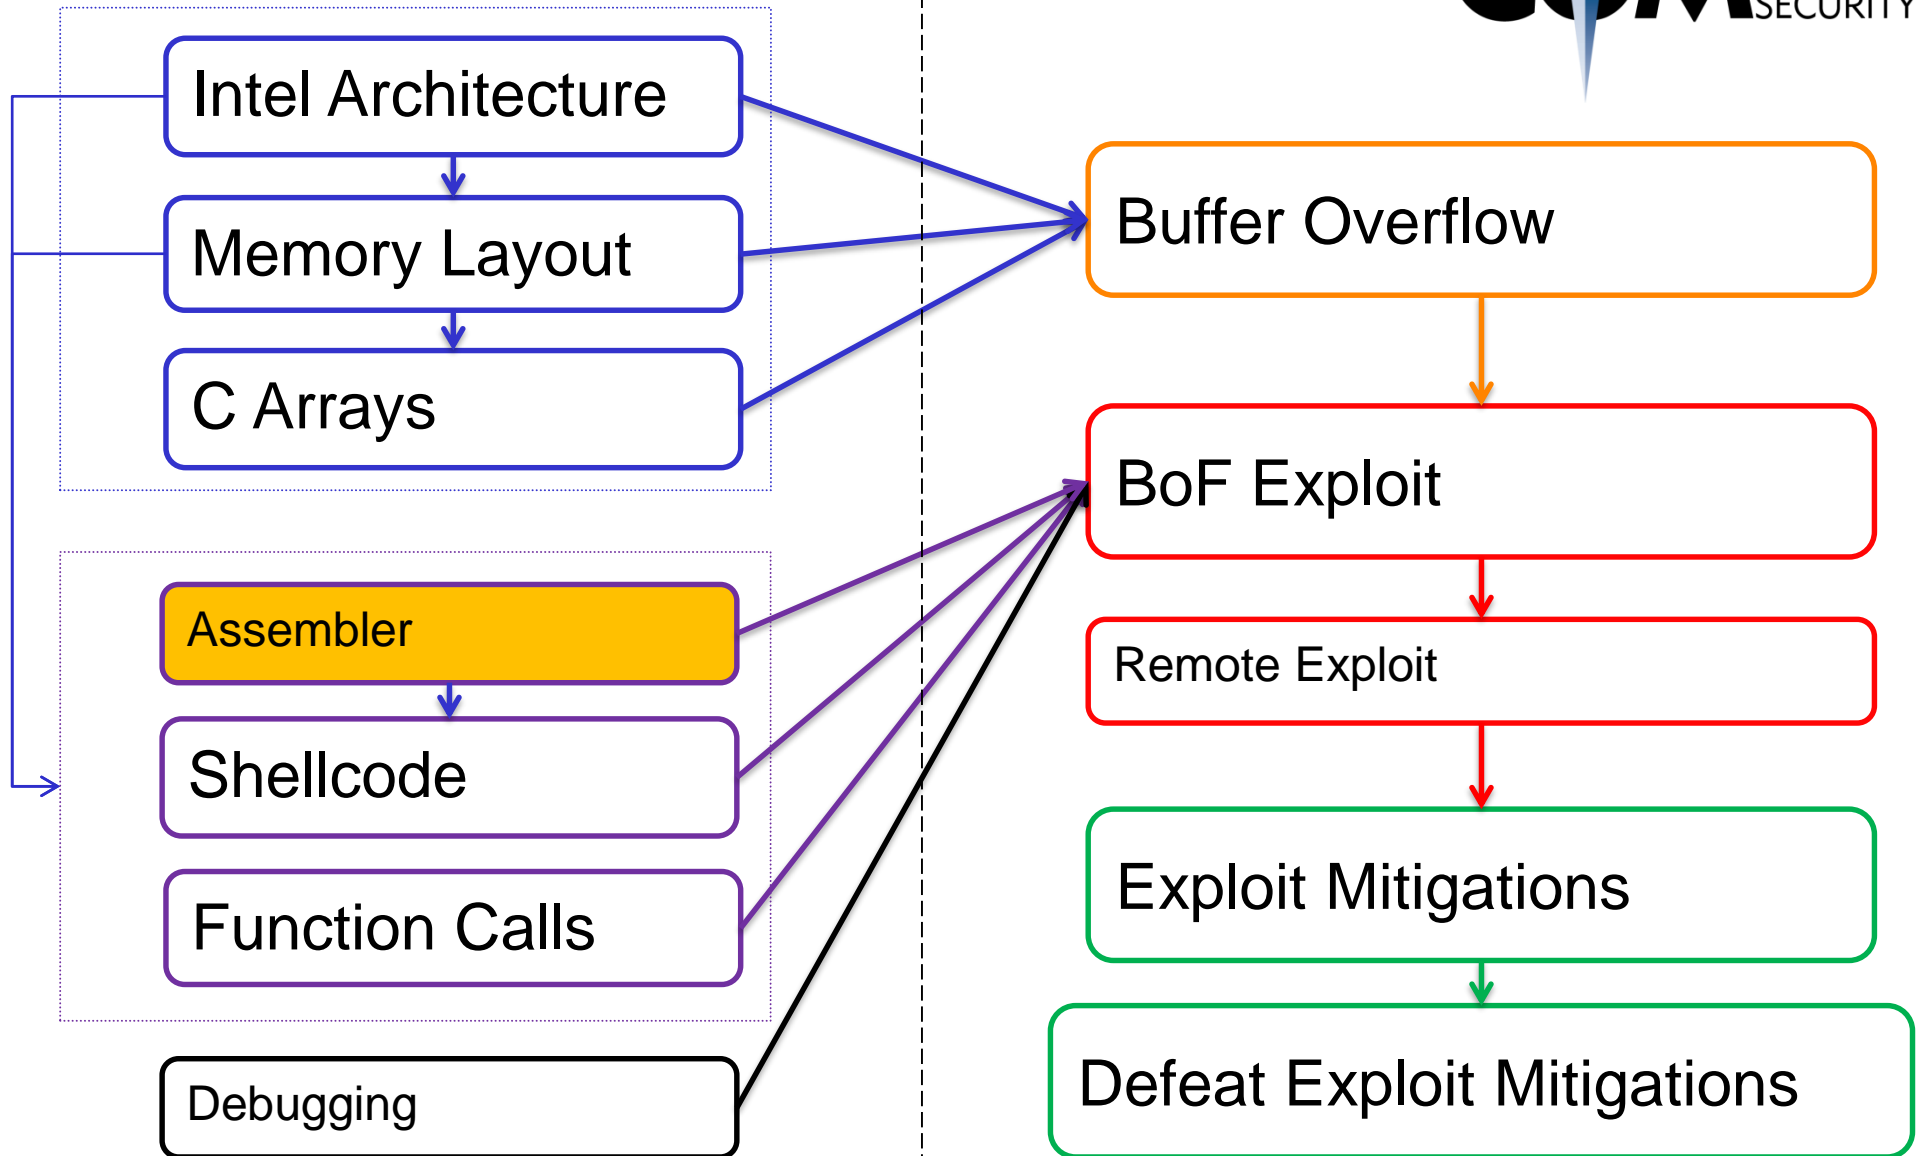 SECURITY
Intel Architecture
Memory Layout
C Arrays
Assembler
Shellcode
Function Calls
Debugging
Buffer Overflow
BoF Exploit
Remote Exploit
Exploit Mitigations
Defeat Exploit Mitigations